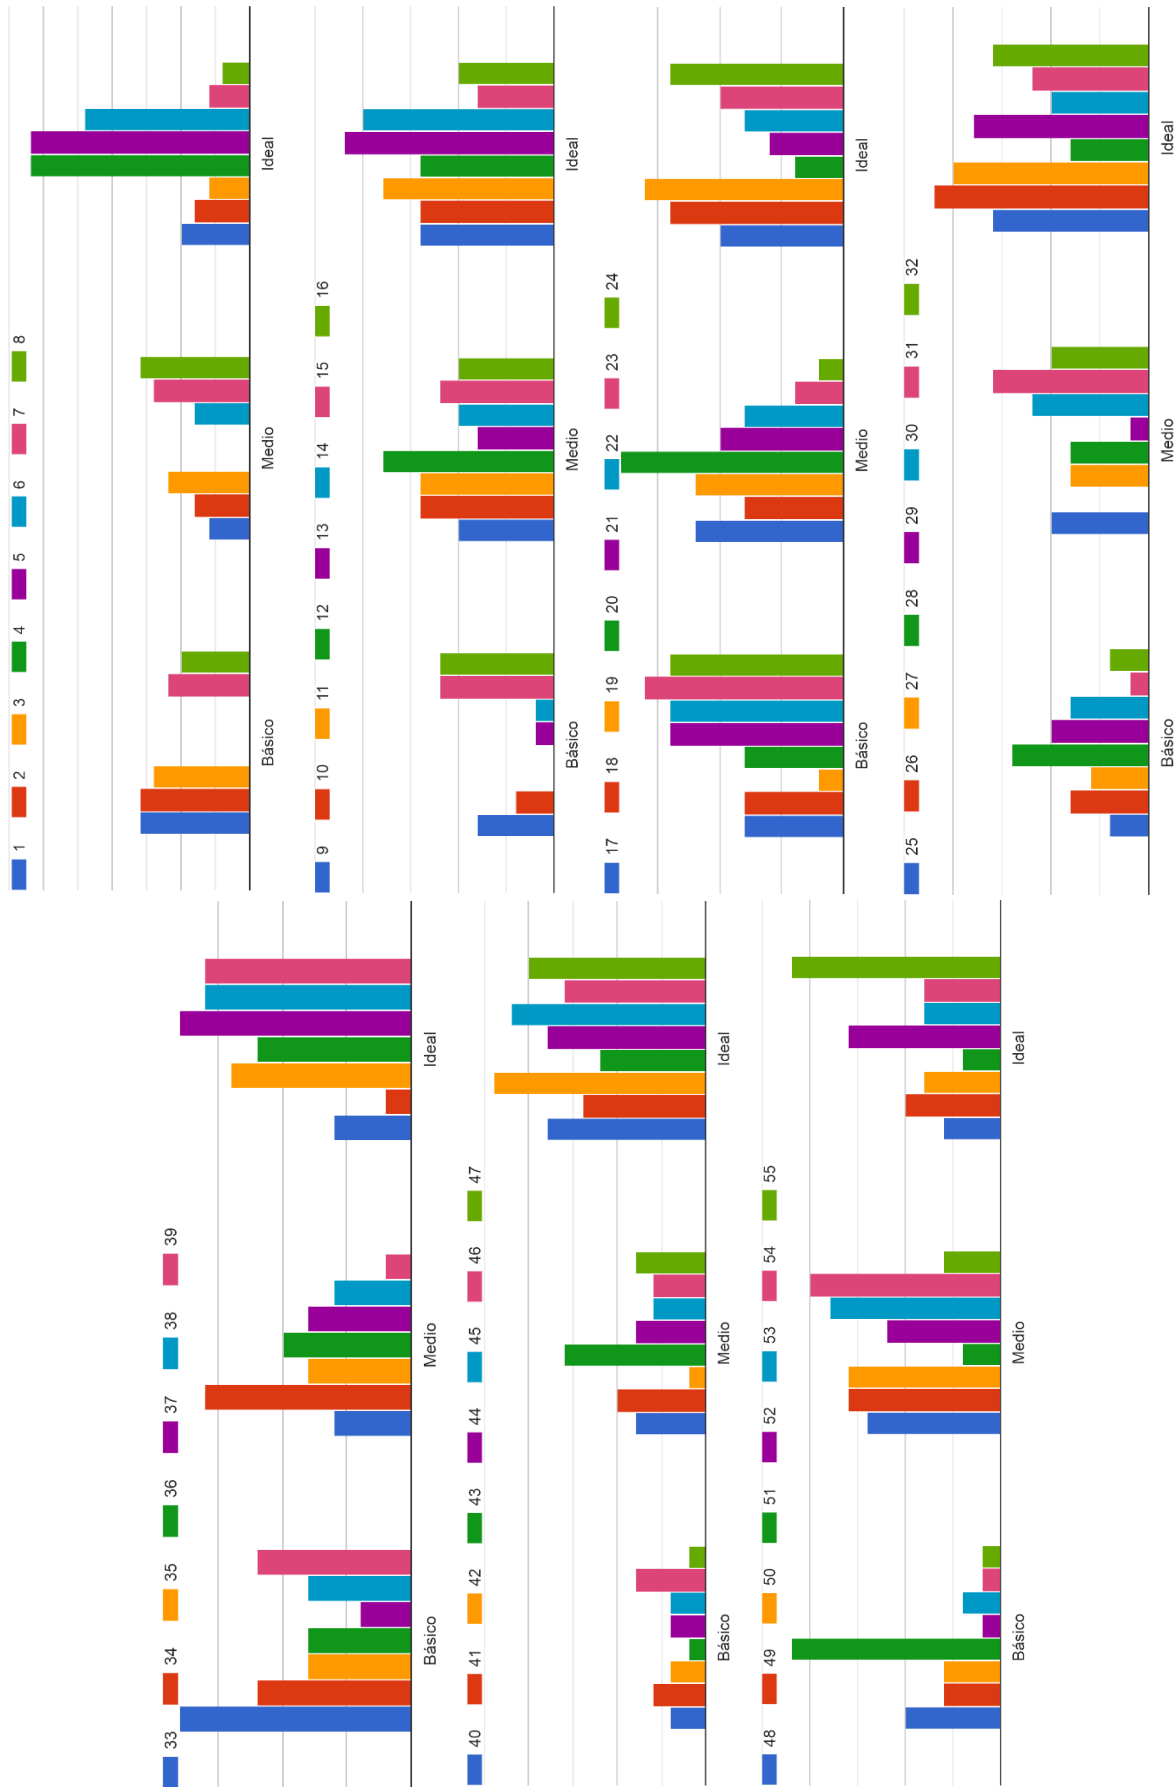 1 2 3 4 5 6 7 8
Básico Medio Ideal
9 10 11 12 13 14 15 16
Básico Medio Ideal
17 18 19 20 21 22 23 24
Básico Medio Ideal
25 26 27 28 29 30 31 32
Básico Medio Ideal
33 34 35 36 37 38 39
Básico Medio Ideal
40 41 42 43 44 45 46 47
Básico Medio Ideal
48 49 50 51 52 53 54 55
Básico Medio Ideal